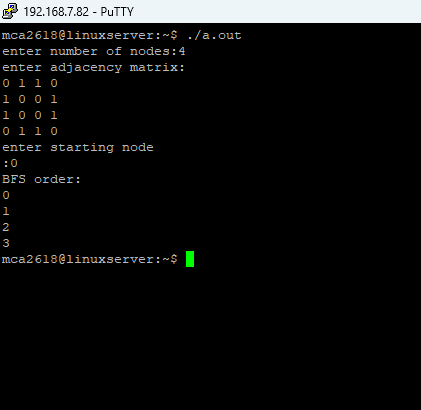 192.168.7.82 - PuTTY
mca2618@linuxserver:~$ ./a.out
enter number of nodes:4
enter adjacency matrix:
0 1 1 0
1 0 0 1
1 0 0 1
0 1 1 0
enter starting node
:0
BFS order:
0
1
2
3
mca2618@linuxserver:~$